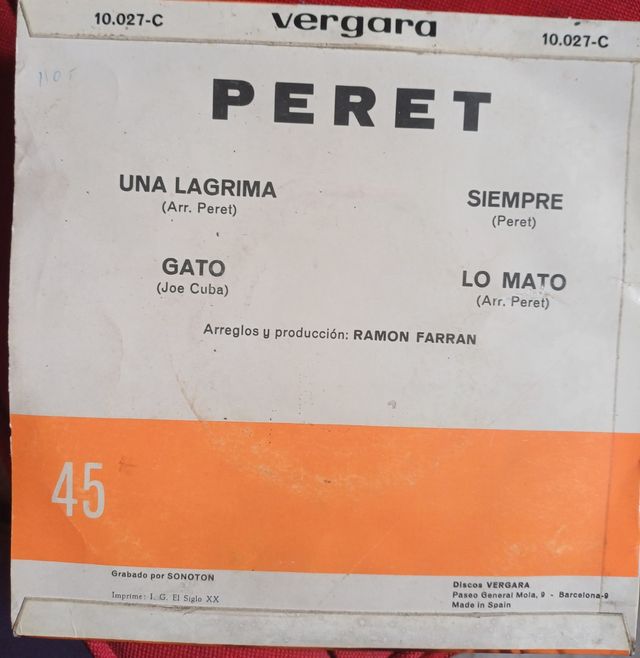 10.027-C
vergara
10.027-C
PERET
UNA LAGRIMA
(Arr. Peret)
GATO
(Joe Cuba)
SIEMPRE
(Peret)
LO MATO
(Arr. Peret)
Arreglos y producción: RAMON FARRAN
45
Grabado por SONOTON
Imprime: I. G. El Siglo XX
Discos VERGARA
Paseo General Mola, 9 - Barcelona-9
Made in Spain